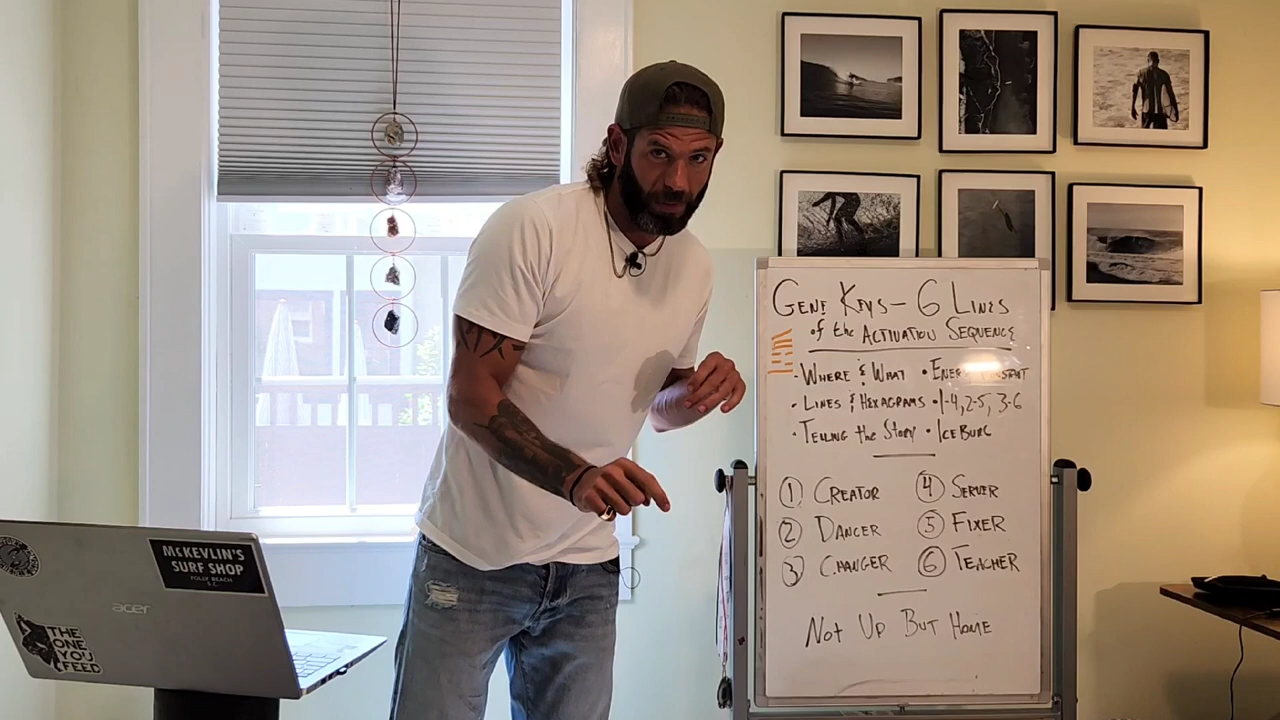 GENE KEYS – 6 LINES
of the ACTIVATION SEQUENCE
· WHERE & WHAT · ENERGY
· LINES & HEXAGRAMS · 1-4, 2-5, 3-6
· TELLING the STORY · ICEBURG
1 CREATOR 4 SERVER
2 DANCER 5 FIXER
3 CHANGER 6 TEACHER
NOT UP BUT HOME
McKEVLIN'S
SURF SHOP
FOLLY BEACH
S.C.
acer
THE
ONE
YOU
FEED